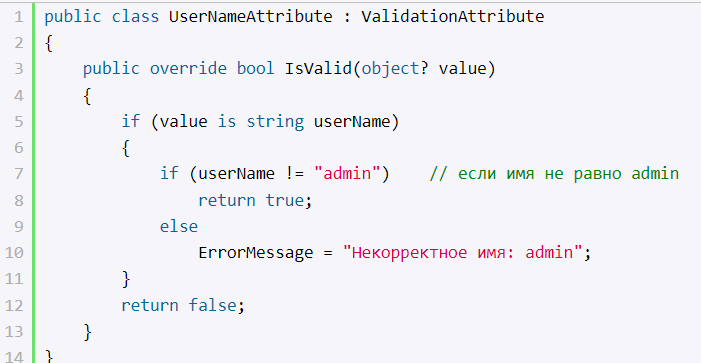 1 public class UserNameAttribute : ValidationAttribute
2 {
3     public override bool IsValid(object? value)
4     {
5         if (value is string userName)
6         {
7             if (userName != "admin")    // если имя не равно admin
8                 return true;
9             else
10                 ErrorMessage = "Некорректное имя: admin";
11         }
12         return false;
13     }
14 }